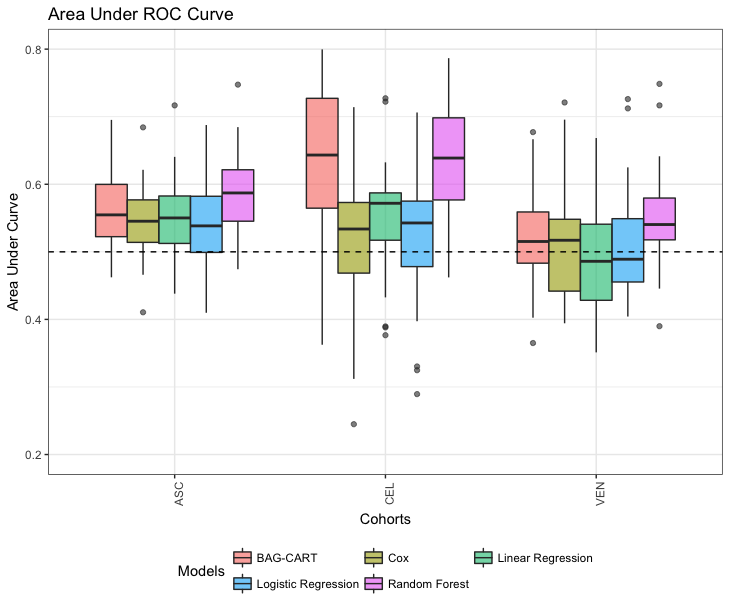 Area Under ROC Curve
0.8
0.6
0.4
0.2
Area Under Curve
ASC
CEL
VEN
Cohorts
Models
BAG-CART
Cox
Linear Regression
Logistic Regression
Random Forest